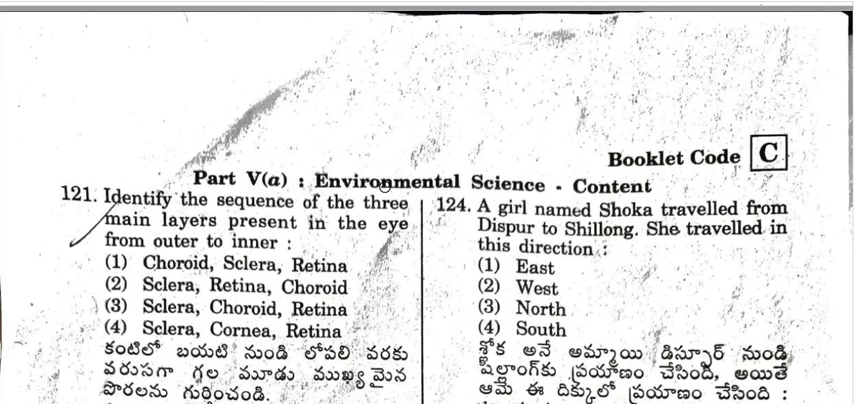 Booklet Code C
Part V(a) : Environmental Science - Content
121. Identify the sequence of the three
main layers present in the eye
from outer to inner :
(1) Choroid, Sclera, Retina
(2) Sclera, Retina, Choroid
(3) Sclera, Choroid, Retina
(4) Sclera, Cornea, Retina
కంటిలో బయటి నుండి లోపలి వరకు
వరుసగా గల మూడు ముఖ్యమైన
పొరలను గుర్తించండి.
124. A girl named Shoka travelled from
Dispur to Shillong. She travelled in
this direction :
(1) East
(2) West
(3) North
(4) South
శ్లోక అనే అమ్మాయి డిస్పూర్ నుండి
షిల్లాంగ్‌కు ప్రయాణం చేసింది, అయితే
ఆమె ఈ దిక్కులో ప్రయాణం చేసింది :